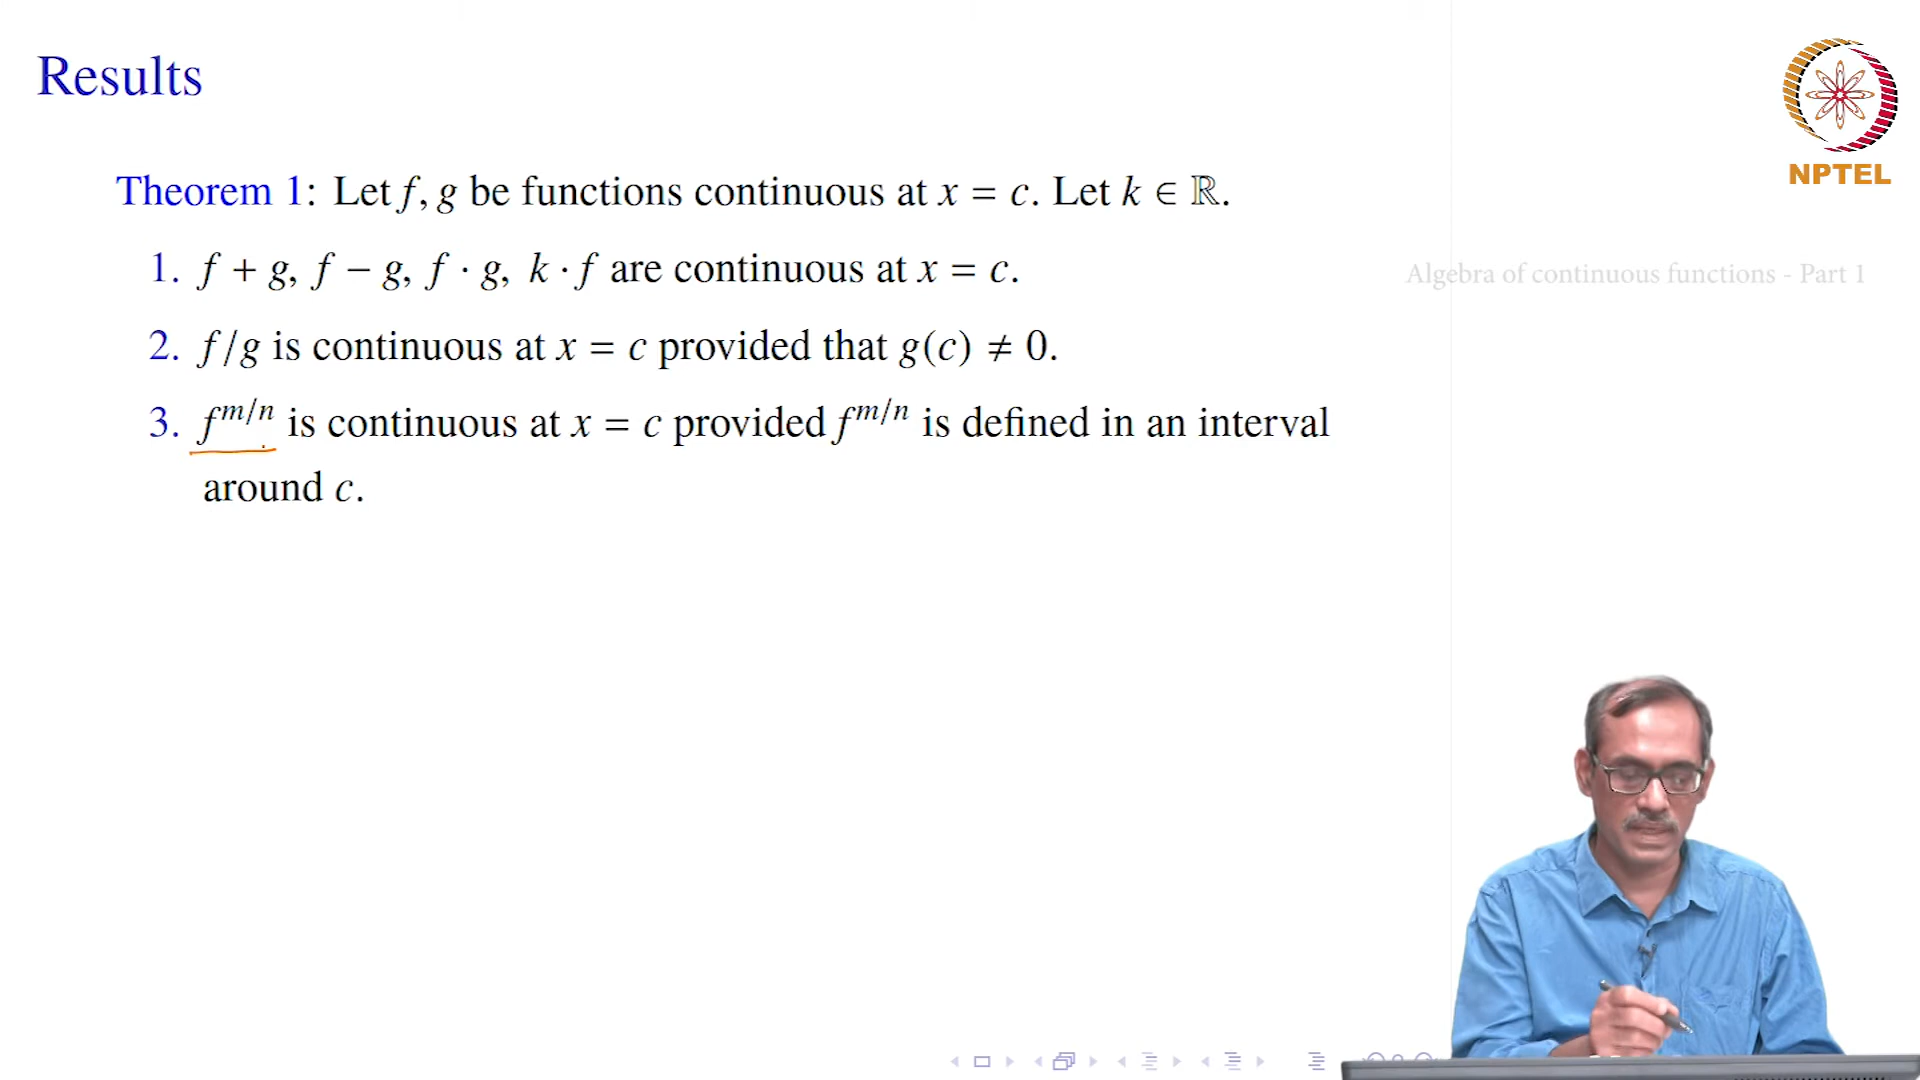 Results
NPTEL
Theorem 1: Let f, g be functions continuous at x = c. Let k ∈ ℝ.
1. f + g, f − g, f · g, k · f are continuous at x = c.
Algebra of continuous functions - Part 1
2. f/g is continuous at x = c provided that g(c) ≠ 0.
3. f^{m/n} is continuous at x = c provided f^{m/n} is defined in an interval
around c.